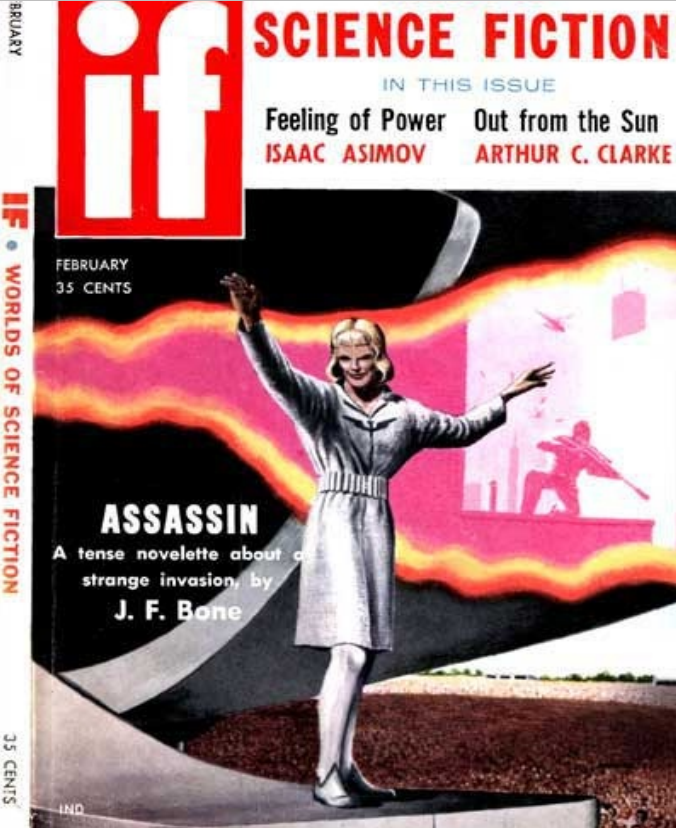 BRUARY
if
SCIENCE FICTION
IN THIS ISSUE
Feeling of Power Out from the Sun
ISAAC ASIMOV ARTHUR C. CLARKE
IF • WORLDS OF SCIENCE FICTION
35 CENTS
FEBRUARY
35 CENTS
ASSASSIN
A tense novelette about a
strange invasion, by
J. F. Bone
IND